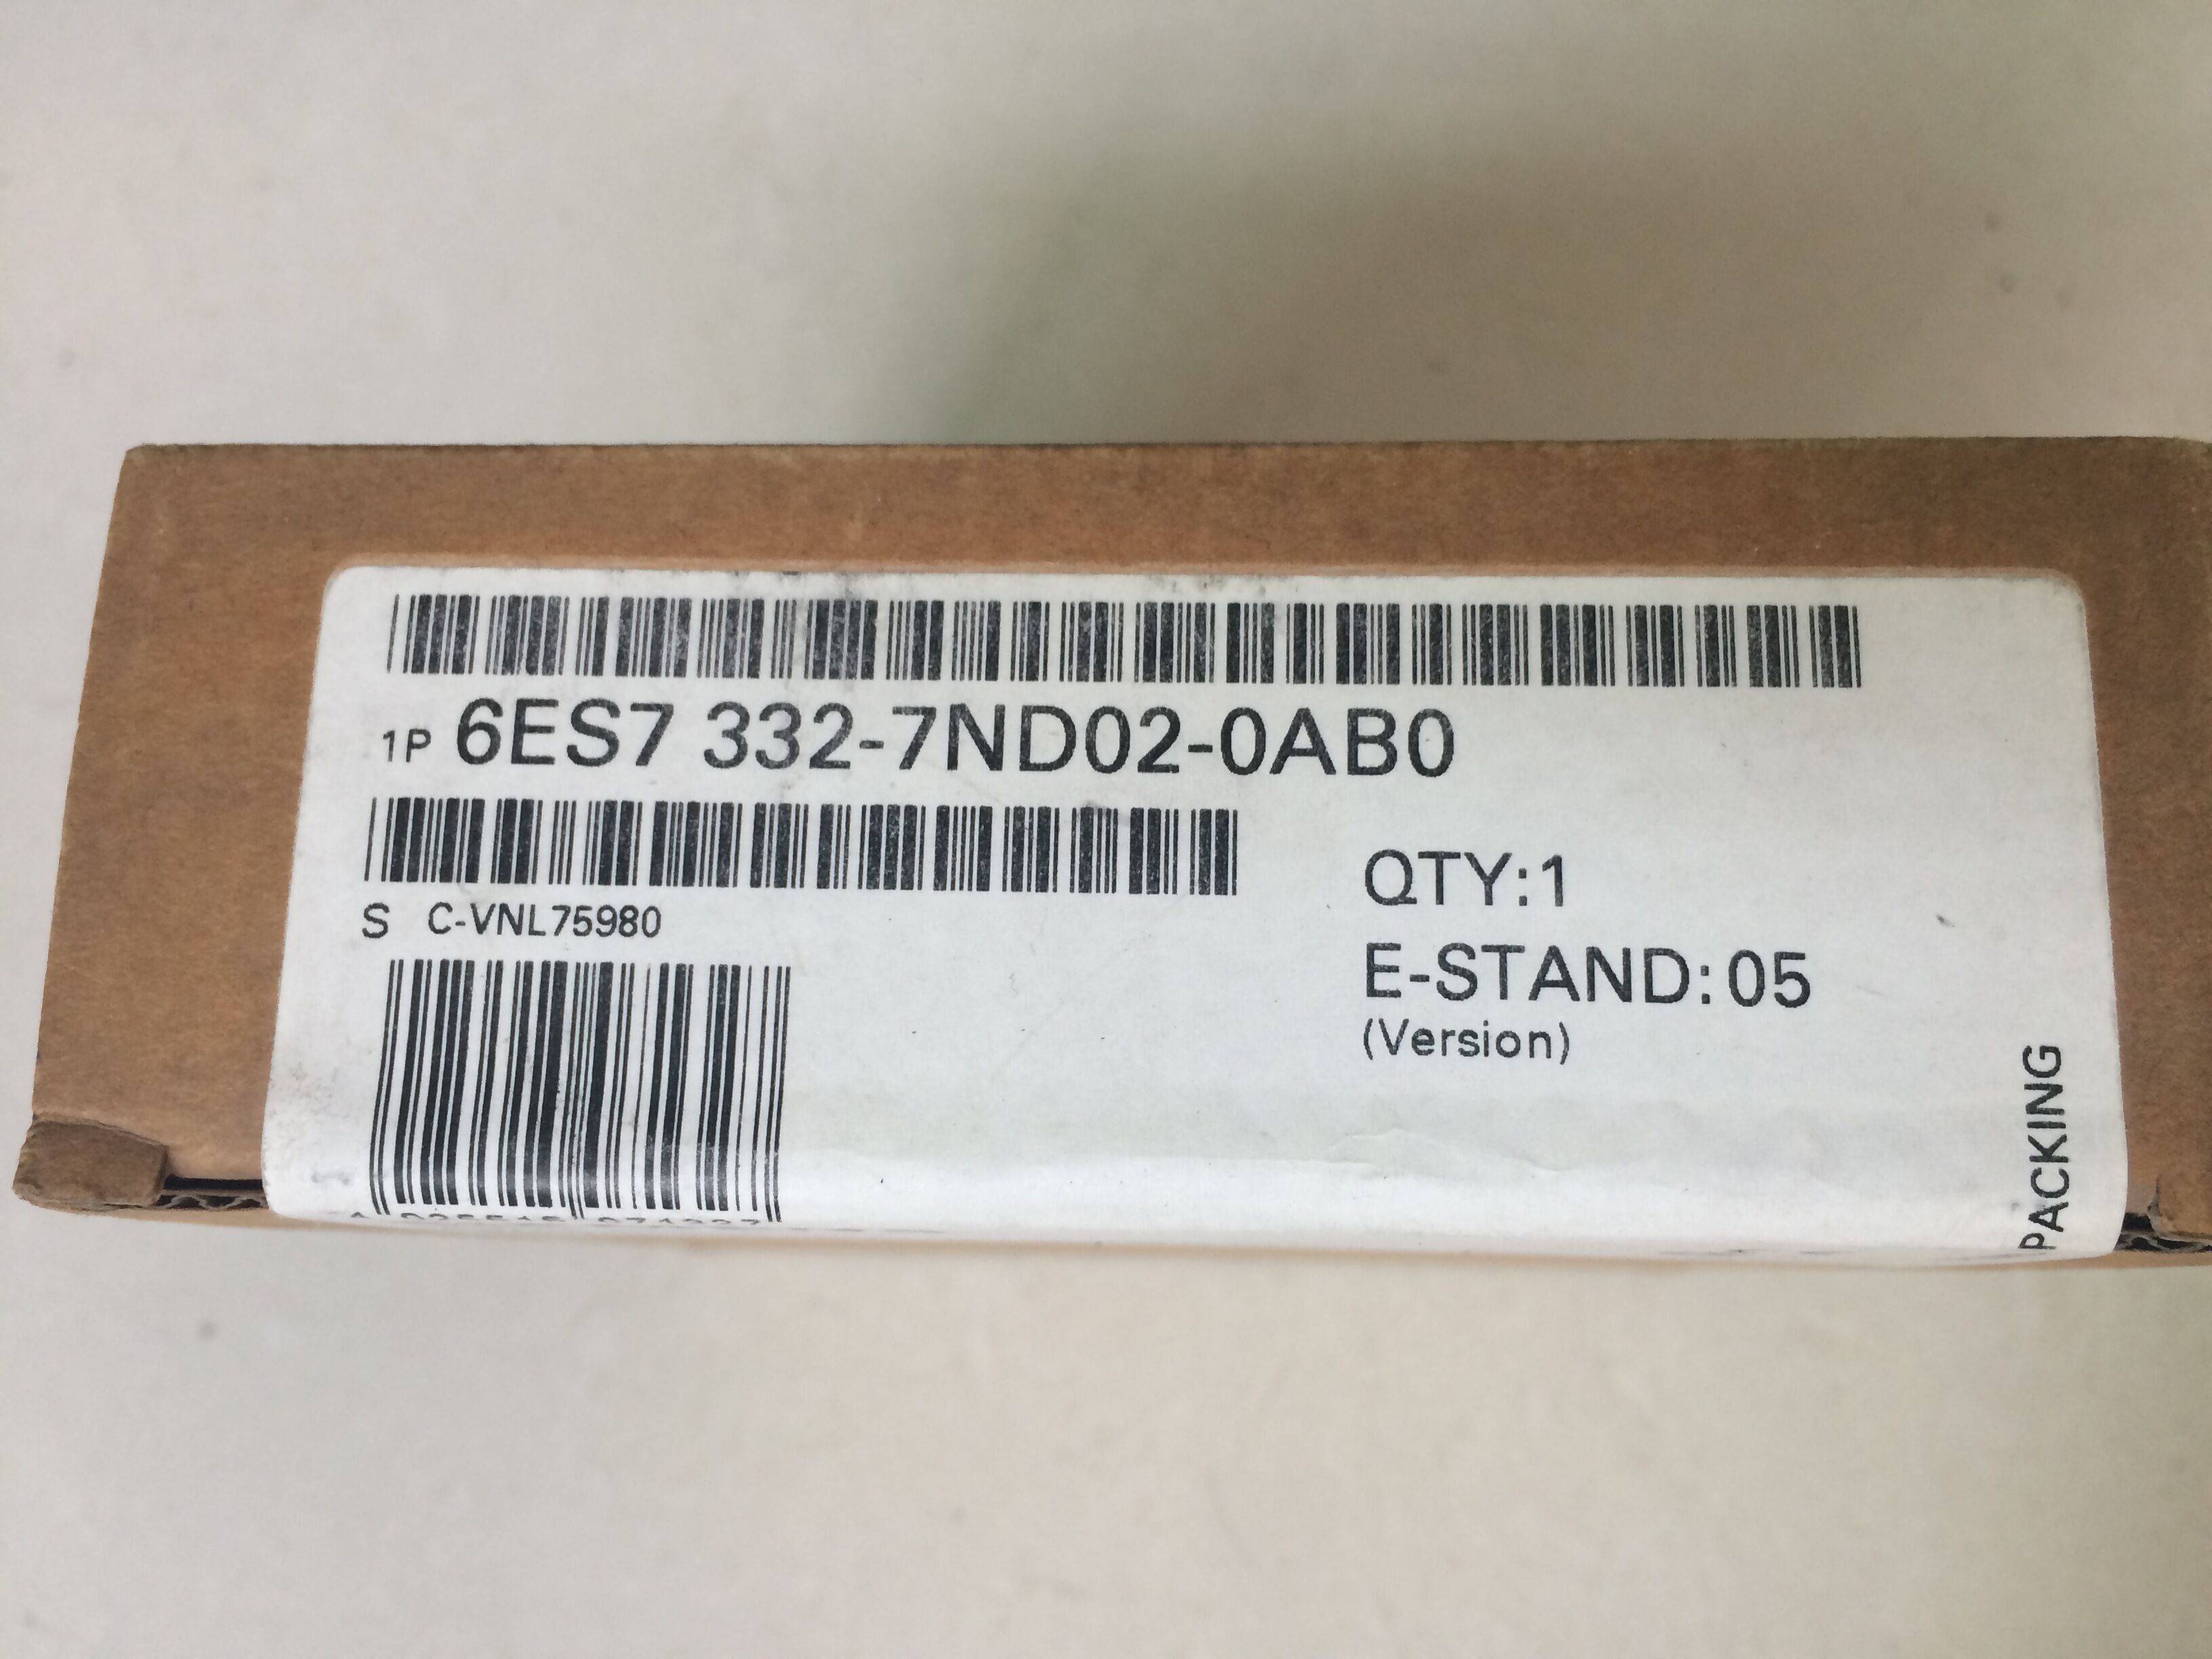 1P 6ES7 332-7ND02-0AB0
S C-VNL75980
QTY:1
E-STAND:05
(Version)
PACKING